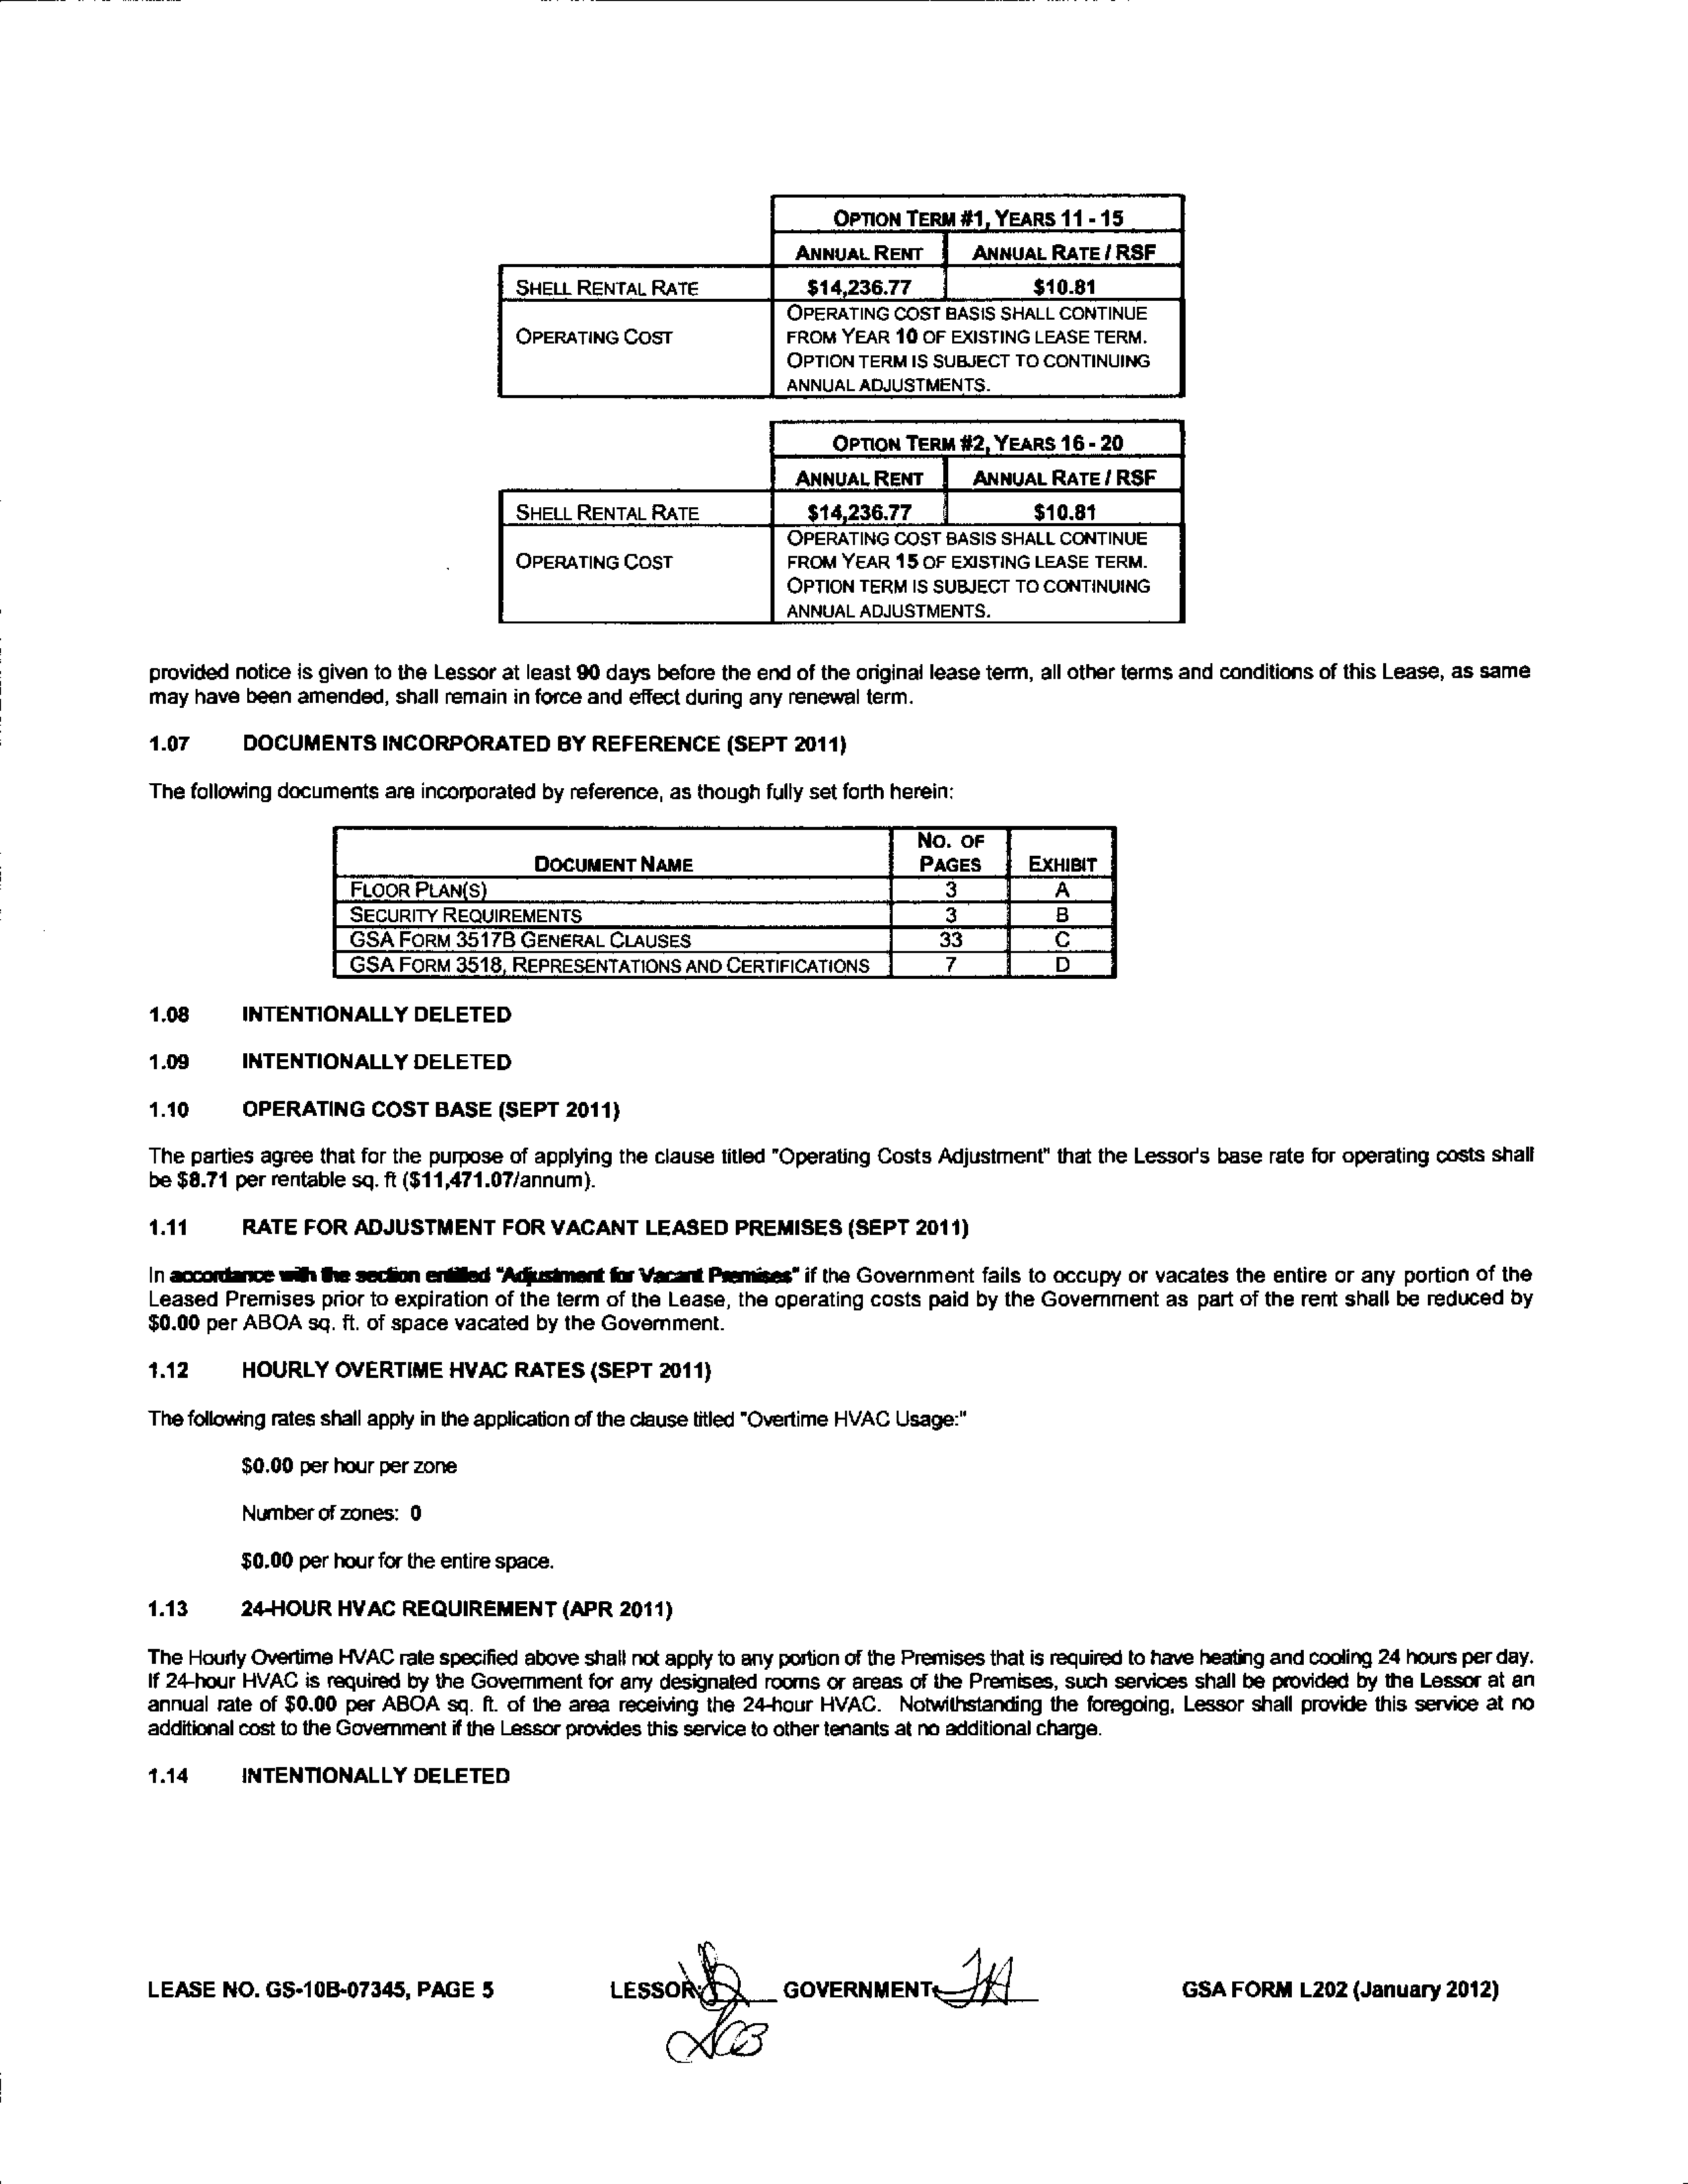 OPTION TERM #1, YEARS 11 - 15
ANNUAL RENT ANNUAL RATE / RSF
SHELL RENTAL RATE $14,236.77 $10.81
OPERATING COST OPERATING COST BASIS SHALL CONTINUE
FROM YEAR 10 OF EXISTING LEASE TERM.
OPTION TERM IS SUBJECT TO CONTINUING
ANNUAL ADJUSTMENTS.
OPTION TERM #2, YEARS 16 - 20
ANNUAL RENT ANNUAL RATE / RSF
SHELL RENTAL RATE $14,236.77 $10.81
OPERATING COST OPERATING COST BASIS SHALL CONTINUE
FROM YEAR 15 OF EXISTING LEASE TERM.
OPTION TERM IS SUBJECT TO CONTINUING
ANNUAL ADJUSTMENTS.
provided notice is given to the Lessor at least 90 days before the end of the original lease term, all other terms and conditions of this Lease, as same
may have been amended, shall remain in force and effect during any renewal term.
1.07 DOCUMENTS INCORPORATED BY REFERENCE (SEPT 2011)
The following documents are incorporated by reference, as though fully set forth herein:
DOCUMENT NAME NO. OF PAGES EXHIBIT
FLOOR PLAN(S) 3 A
SECURITY REQUIREMENTS 3 B
GSA FORM 3517B GENERAL CLAUSES 33 C
GSA FORM 3518, REPRESENTATIONS AND CERTIFICATIONS 7 D
1.08 INTENTIONALLY DELETED
1.09 INTENTIONALLY DELETED
1.10 OPERATING COST BASE (SEPT 2011)
The parties agree that for the purpose of applying the clause titled "Operating Costs Adjustment" that the Lessor's base rate for operating costs shall
be $8.71 per rentable sq. ft ($11,471.07/annum).
1.11 RATE FOR ADJUSTMENT FOR VACANT LEASED PREMISES (SEPT 2011)
In accordance with the section entitled "Adjustment for Vacant Premises" if the Government fails to occupy or vacates the entire or any portion of the
Leased Premises prior to expiration of the term of the Lease, the operating costs paid by the Government as part of the rent shall be reduced by
$0.00 per ABOA sq. ft. of space vacated by the Government.
1.12 HOURLY OVERTIME HVAC RATES (SEPT 2011)
The following rates shall apply in the application of the clause titled "Overtime HVAC Usage:"
$0.00 per hour per zone
Number of zones: 0
$0.00 per hour for the entire space.
1.13 24-HOUR HVAC REQUIREMENT (APR 2011)
The Hourly Overtime HVAC rate specified above shall not apply to any portion of the Premises that is required to have heating and cooling 24 hours per day.
If 24-hour HVAC is required by the Government for any designated rooms or areas of the Premises, such services shall be provided by the Lessor at an
annual rate of $0.00 per ABOA sq. ft. of the area receiving the 24-hour HVAC. Notwithstanding the foregoing, Lessor shall provide this service at no
additional cost to the Government if the Lessor provides this service to other tenants at no additional charge.
1.14 INTENTIONALLY DELETED
LEASE NO. GS-10B-07345, PAGE 5 LESSOR: GOVERNMENT: GSA FORM L202 (January 2012)